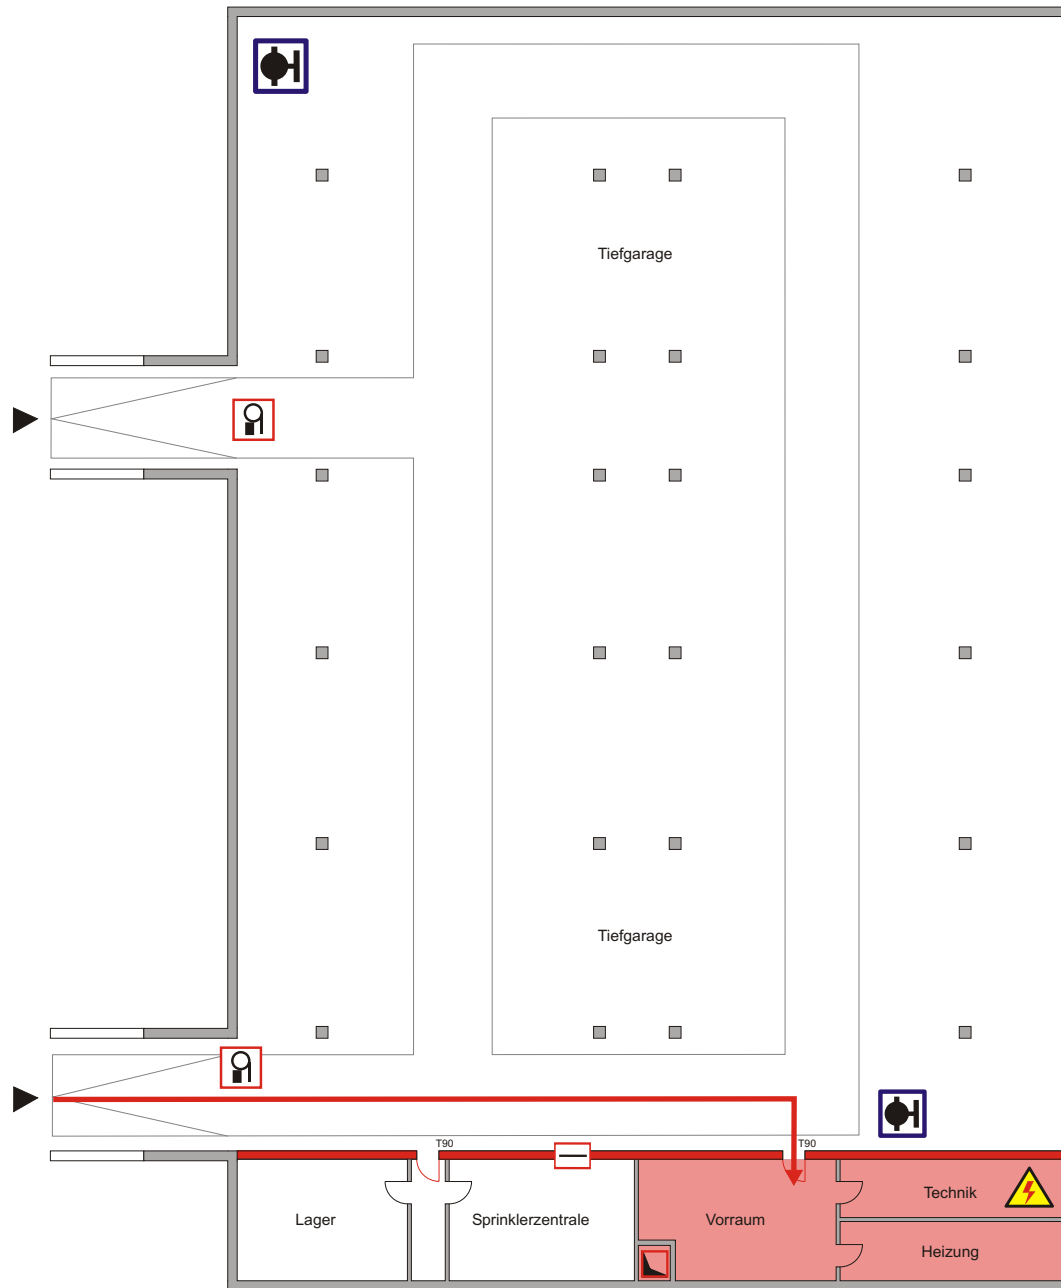 Tiefgarage
Tiefgarage
T90
T90
Lager
Sprinklerzentrale
Vorraum
Technik
Heizung